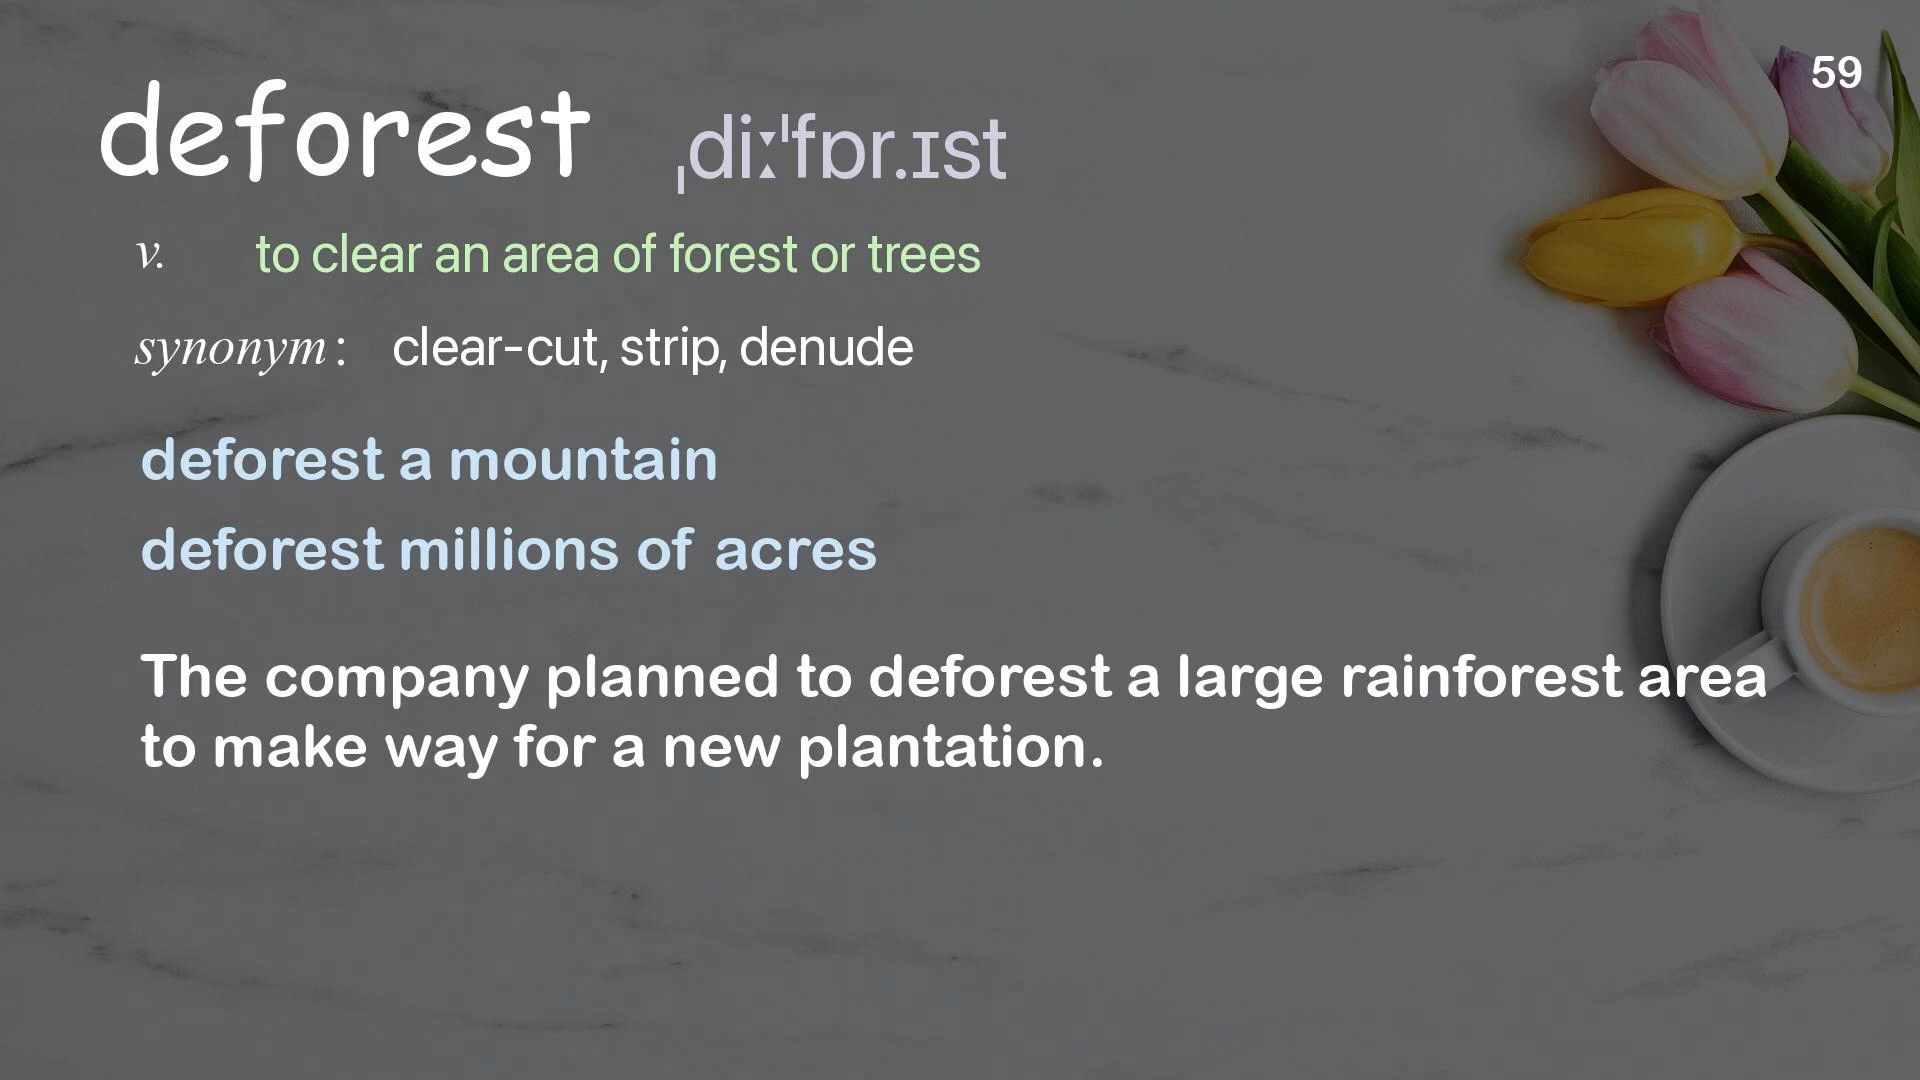 59
deforest ˌdiːˈfɒr.ɪst
v. to clear an area of forest or trees
synonym: clear-cut, strip, denude
deforest a mountain
deforest millions of acres
The company planned to deforest a large rainforest area
to make way for a new plantation.